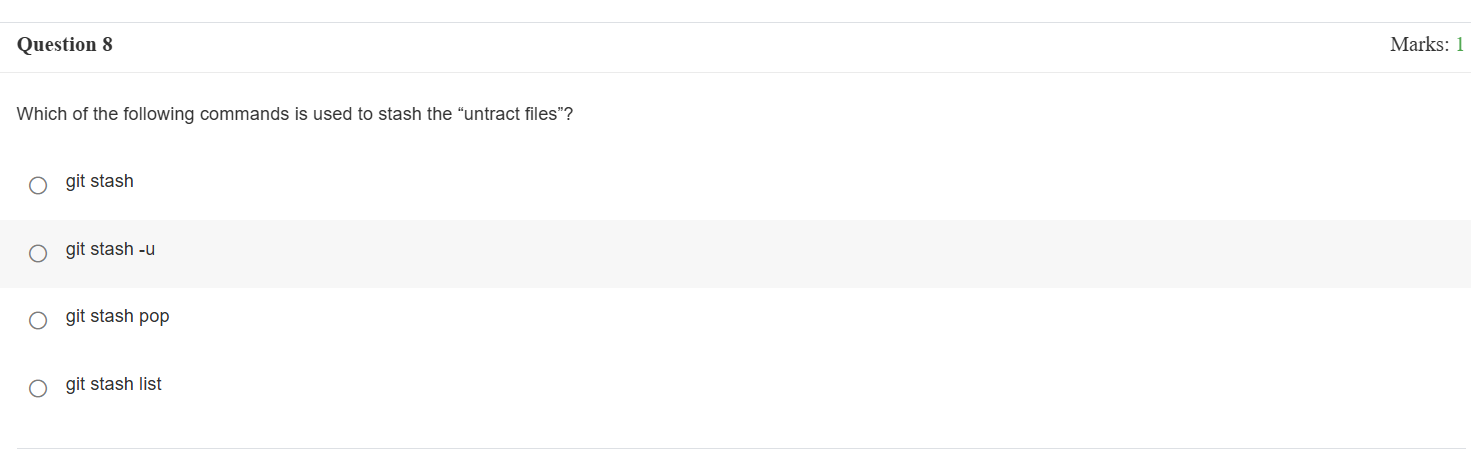 Question 8
Marks: 1
Which of the following commands is used to stash the “untract files”?
git stash
git stash -u
git stash pop
git stash list